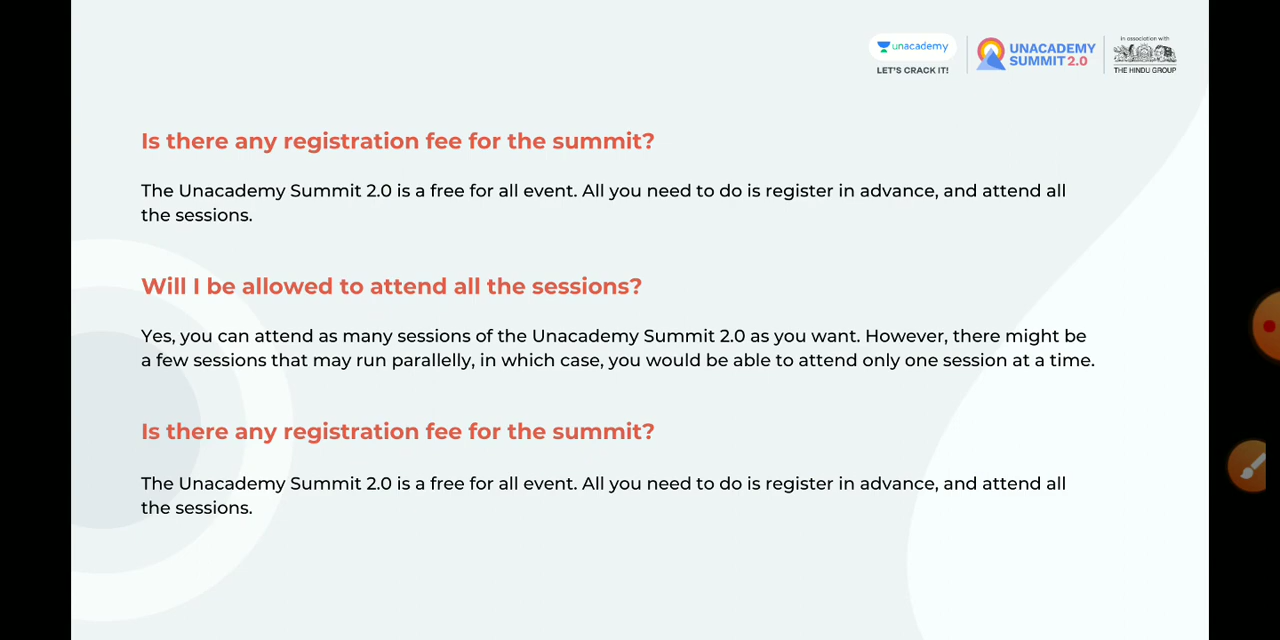 unacademy
LET'S CRACK IT!
UNACADEMY
SUMMIT 2.0
In association with
THE HINDU GROUP
Is there any registration fee for the summit?
The Unacademy Summit 2.0 is a free for all event. All you need to do is register in advance, and attend all
the sessions.
Will I be allowed to attend all the sessions?
Yes, you can attend as many sessions of the Unacademy Summit 2.0 as you want. However, there might be
a few sessions that may run parallelly, in which case, you would be able to attend only one session at a time.
Is there any registration fee for the summit?
The Unacademy Summit 2.0 is a free for all event. All you need to do is register in advance, and attend all
the sessions.